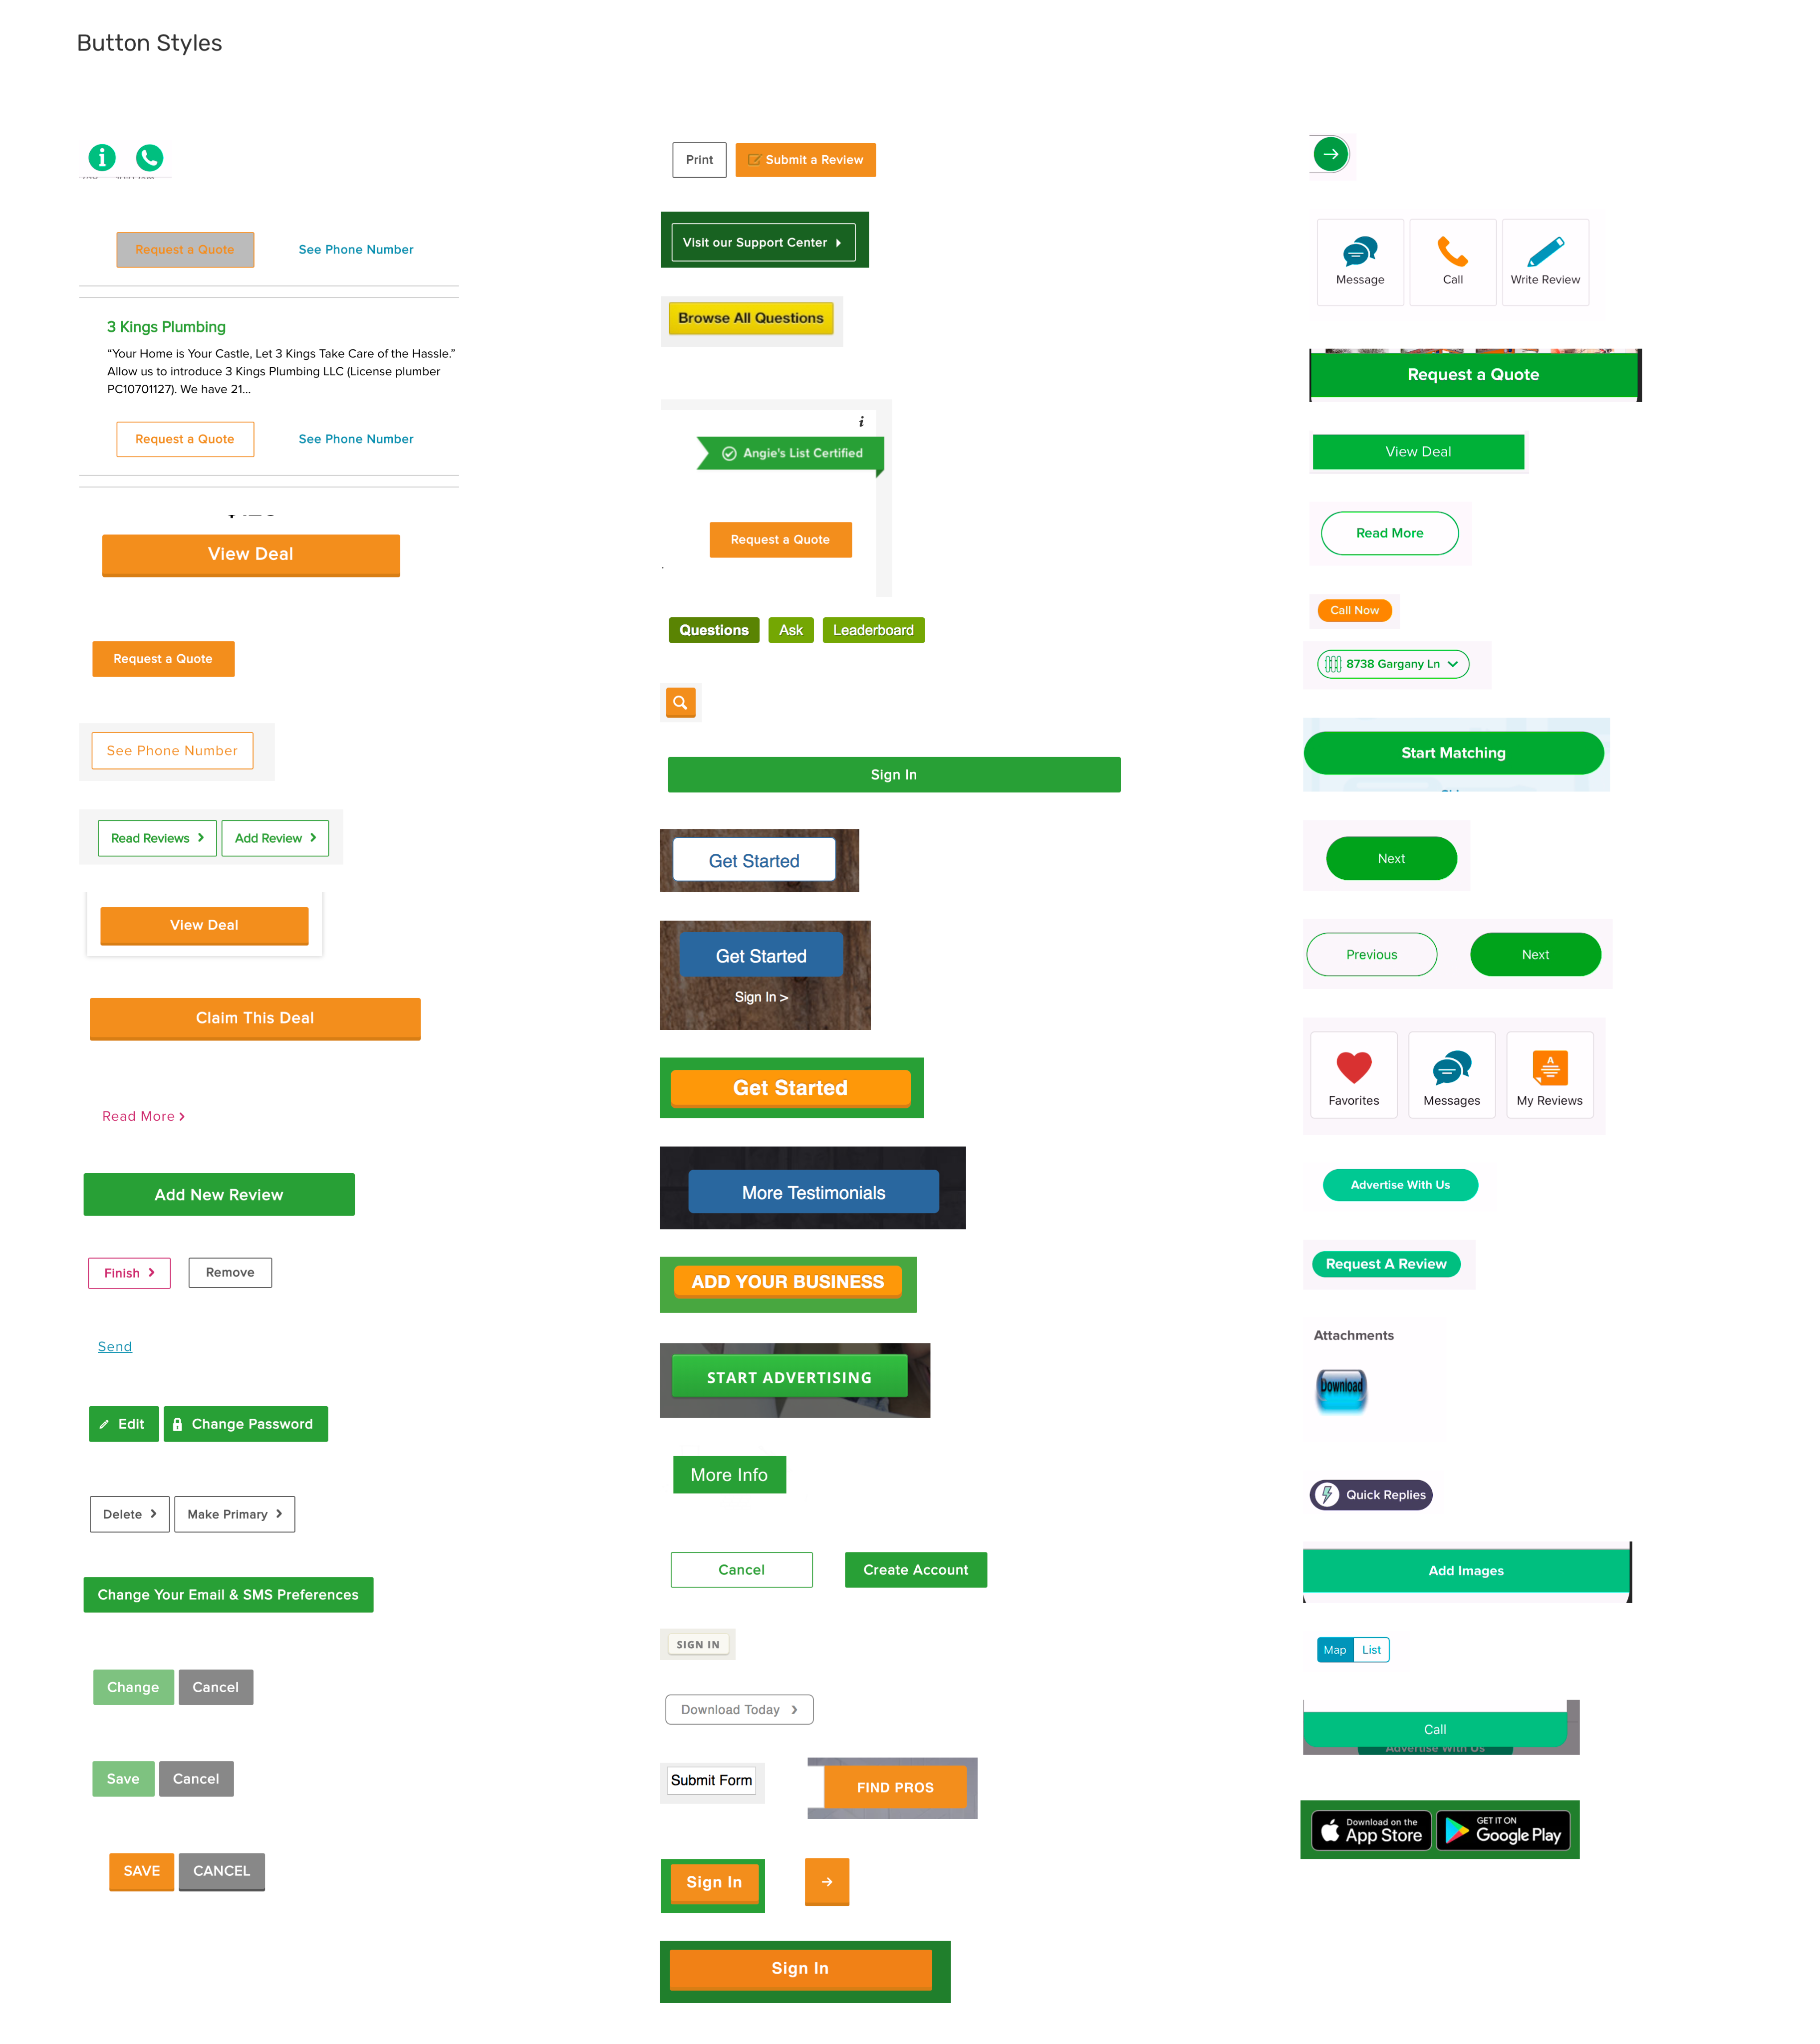 Button Styles
Request a Quote
See Phone Number
3 Kings Plumbing
“Your Home is Your Castle, Let 3 Kings Take Care of the Hassle.”
Allow us to introduce 3 Kings Plumbing LLC (License plumber
PC10701127). We have 21...
Request a Quote
See Phone Number
View Deal
Request a Quote
See Phone Number
Read Reviews
Add Review
View Deal
Claim This Deal
Read More
Add New Review
Finish
Remove
Send
Edit
Change Password
Delete
Make Primary
Change Your Email & SMS Preferences
Change
Cancel
Save
Cancel
SAVE
CANCEL
Print
Submit a Review
Visit our Support Center
Browse All Questions
i
Angie's List Certified
Request a Quote
Questions
Ask
Leaderboard
Sign In
Get Started
Get Started
Sign In >
Get Started
More Testimonials
ADD YOUR BUSINESS
START ADVERTISING
More Info
Cancel
Create Account
SIGN IN
Download Today
Submit Form
FIND PROS
Sign In
Sign In
Message
Call
Write Review
Request a Quote
View Deal
Read More
Call Now
8738 Gargany Ln
Start Matching
Next
Previous
Next
Favorites
Messages
A
My Reviews
Advertise With Us
Request A Review
Attachments
Download
Quick Replies
Add Images
Map
List
Call
Advertise With Us
Download on the
App Store
GET IT ON
Google Play